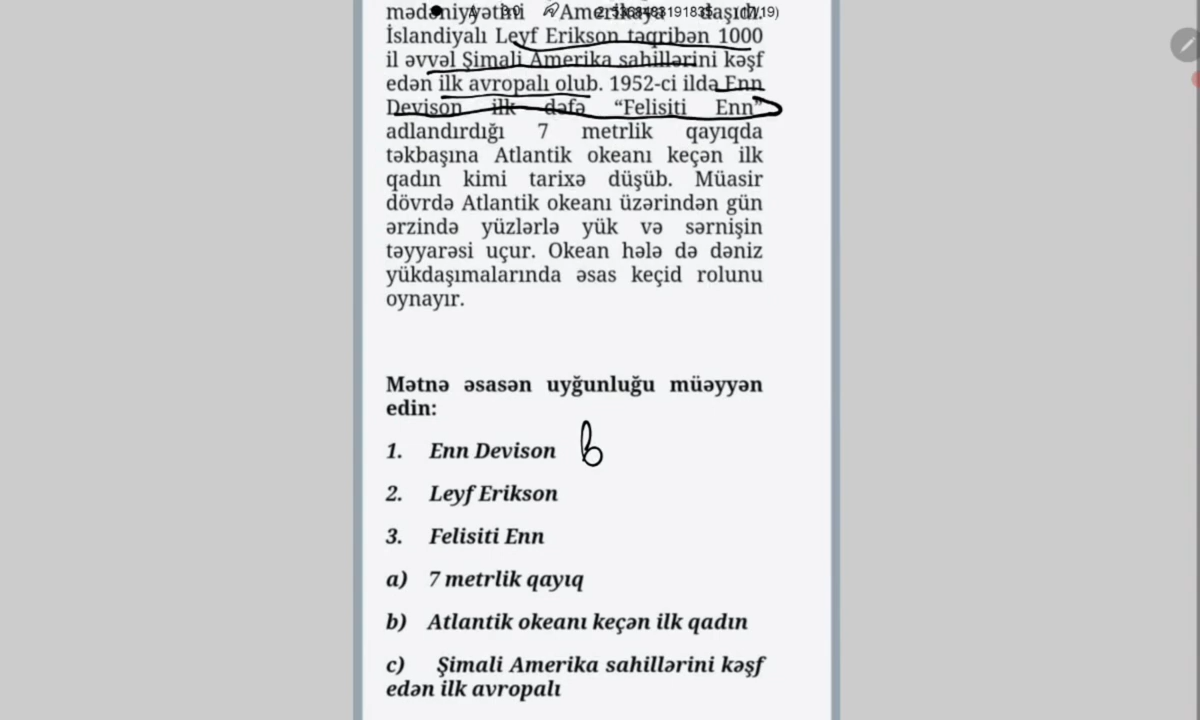 mədəniyyətini Amerikaya daşıdı.
İslandiyalı Leyf Erikson təqribən 1000
il əvvəl Şimali Amerika sahillərini kəşf
edən ilk avropalı olub. 1952-ci ildə Enn
Devison ilk dəfə “Felisiti Enn”
adlandırdığı 7 metrlik qayıqda
təkbaşına Atlantik okeanı keçən ilk
qadın kimi tarixə düşüb. Müasir
dövrdə Atlantik okeanı üzərindən gün
ərzində yüzlərlə yük və sərnişin
təyyarəsi uçur. Okean hələ də dəniz
yükdaşımalarında əsas keçid rolunu
oynayır.
Mətnə əsasən uyğunluğu müəyyən
edin:
1. Enn Devison b
2. Leyf Erikson
3. Felisiti Enn
a) 7 metrlik qayıq
b) Atlantik okeanı keçən ilk qadın
c) Şimali Amerika sahillərini kəşf
edən ilk avropalı